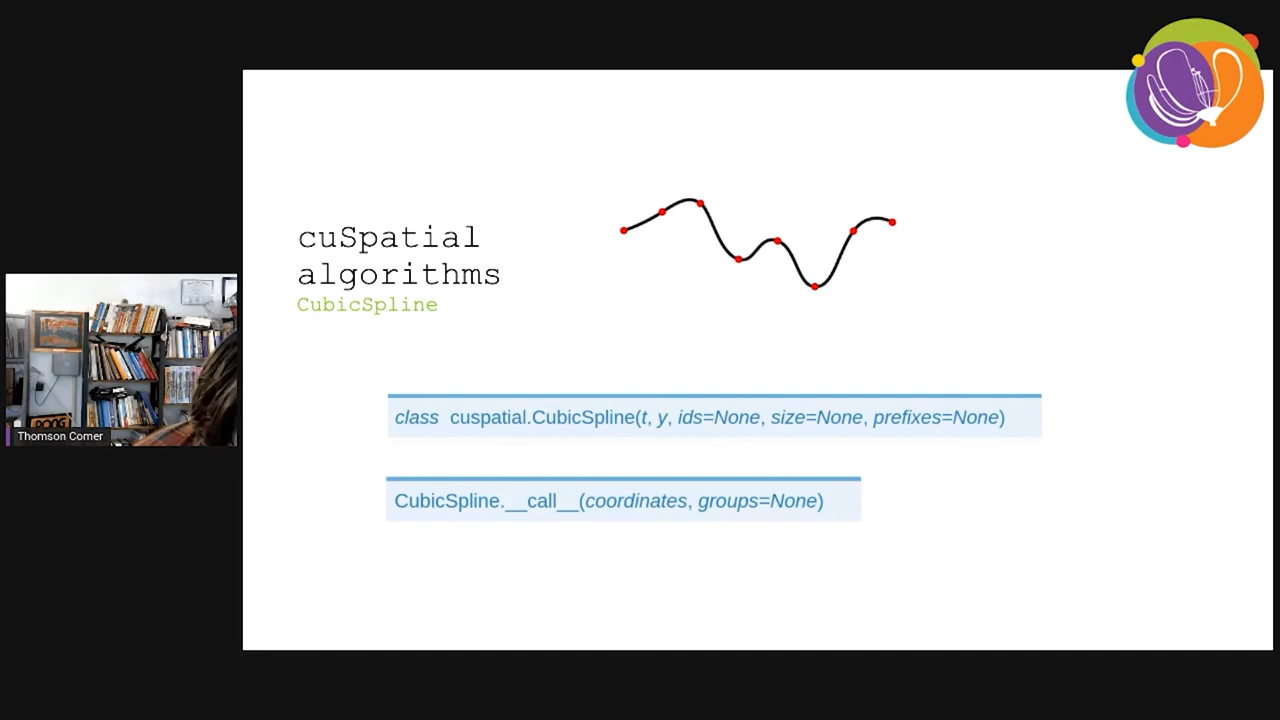 cuSpatial
algorithms
CubicSpline
class cuspatial.CubicSpline(t, y, ids=None, size=None, prefixes=None)
CubicSpline.__call__(coordinates, groups=None)
Thomson Comer